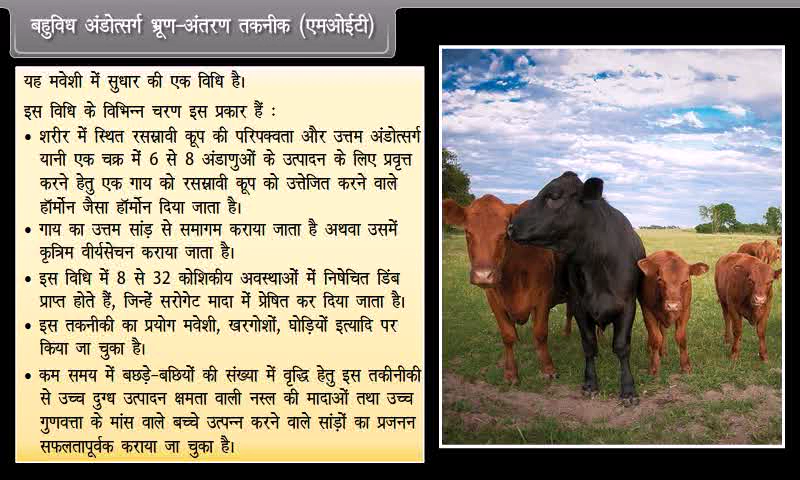 बहुविध अंडोत्सर्ग भ्रूण-अंतरण तकनीक (एमओईटी)
यह मवेशी में सुधार की एक विधि है।
इस विधि के विभिन्न चरण इस प्रकार हैं :
• शरीर में स्थित रसस्रावी कूप की परिपक्वता और उत्तम अंडोत्सर्ग
यानी एक चक्र में 6 से 8 अंडाणुओं के उत्पादन के लिए प्रवृत्त
करने हेतु एक गाय को रसस्रावी कूप को उत्तेजित करने वाले
हॉर्मोन जैसा हॉर्मोन दिया जाता है।
• गाय का उत्तम सांड़ से समागम कराया जाता है अथवा उसमें
कृत्रिम वीर्यसेचन कराया जाता है।
• इस विधि में 8 से 32 कोशिकीय अवस्थाओं में निषेचित डिंब
प्राप्त होते हैं, जिन्हें सरोगेट मादा में प्रेषित कर दिया जाता है।
• इस तकनीकी का प्रयोग मवेशी, खरगोशों, घोड़ियों इत्यादि पर
किया जा चुका है।
• कम समय में बछड़े-बछियों की संख्या में वृद्धि हेतु इस तकीनीकी
से उच्च दुग्ध उत्पादन क्षमता वाली नस्ल की मादाओं तथा उच्च
गुणवत्ता के मांस वाले बच्चे उत्पन्न करने वाले सांड़ों का प्रजनन
सफलतापूर्वक कराया जा चुका है।